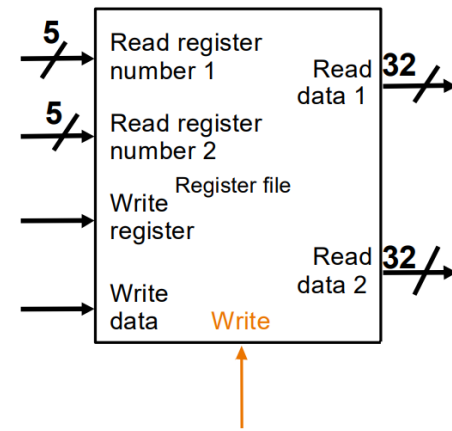 5
Read register
number 1
32
Read
data 1
5
Read register
number 2
Register file
Write
register
32
Read
data 2
Write
data
Write